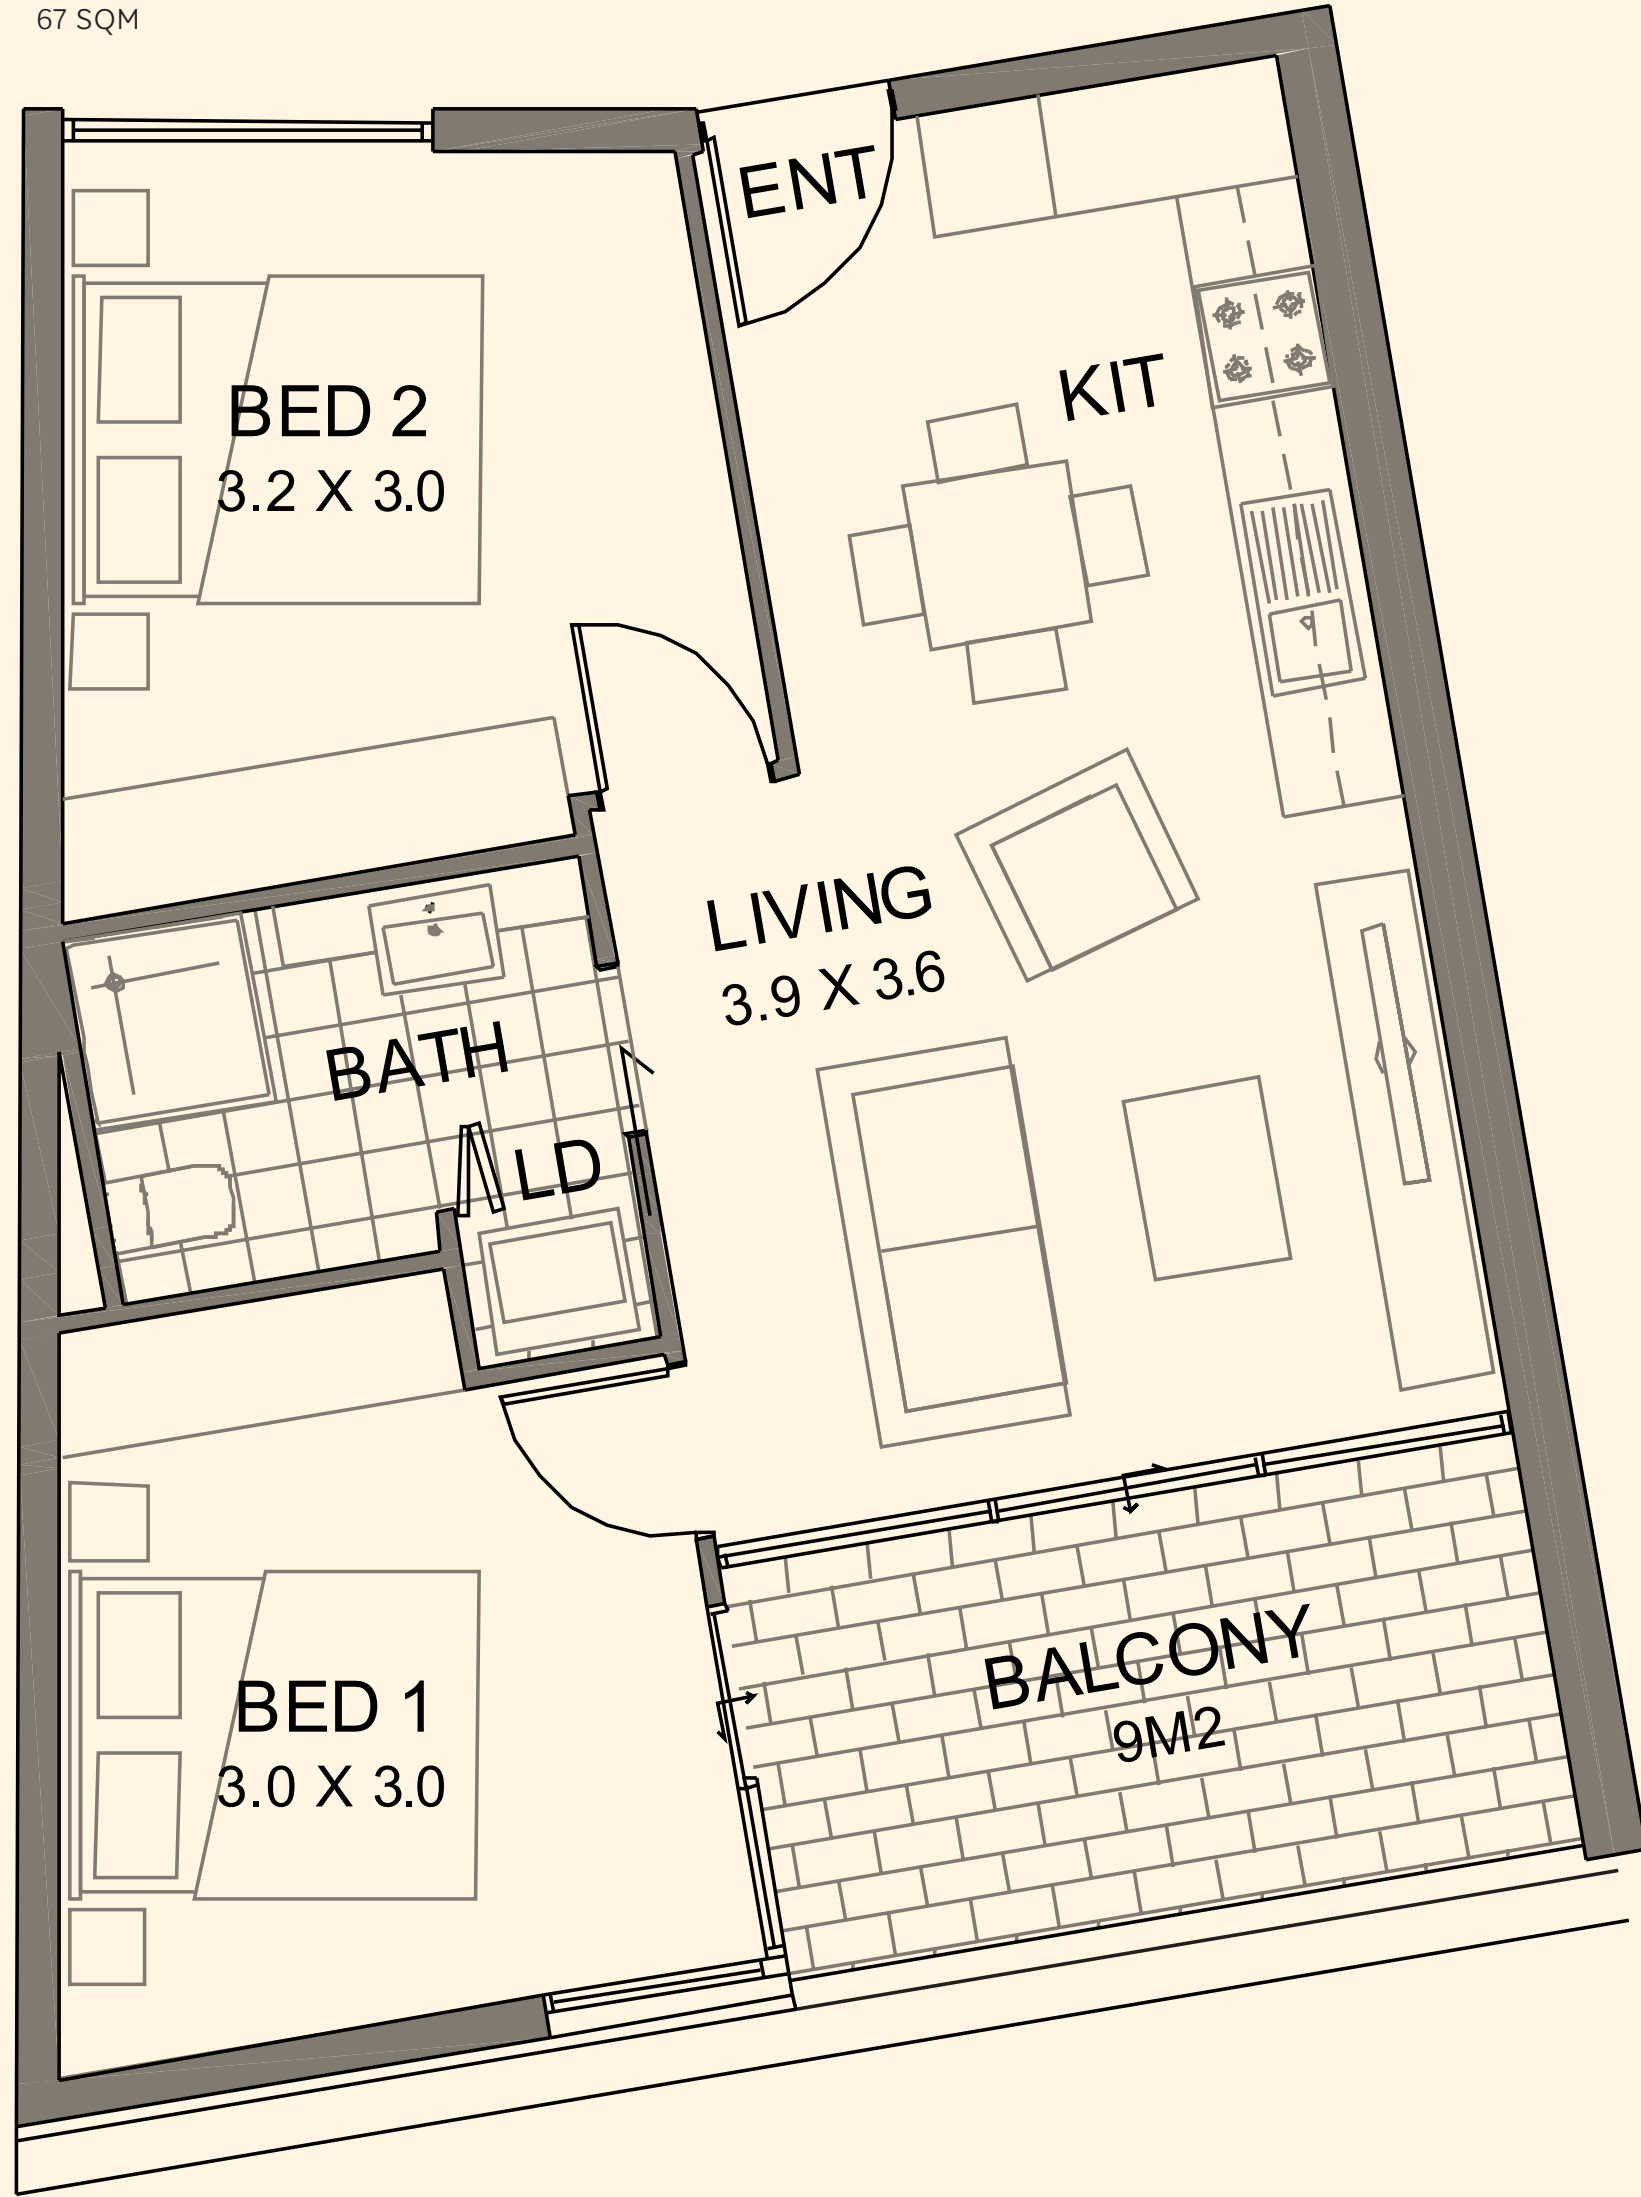 67 SQM
ENT
BED 2
3.2 X 3.0
KIT
LIVING
3.9 X 3.6
BATH
LD
BALCONY
9M2
BED 1
3.0 X 3.0